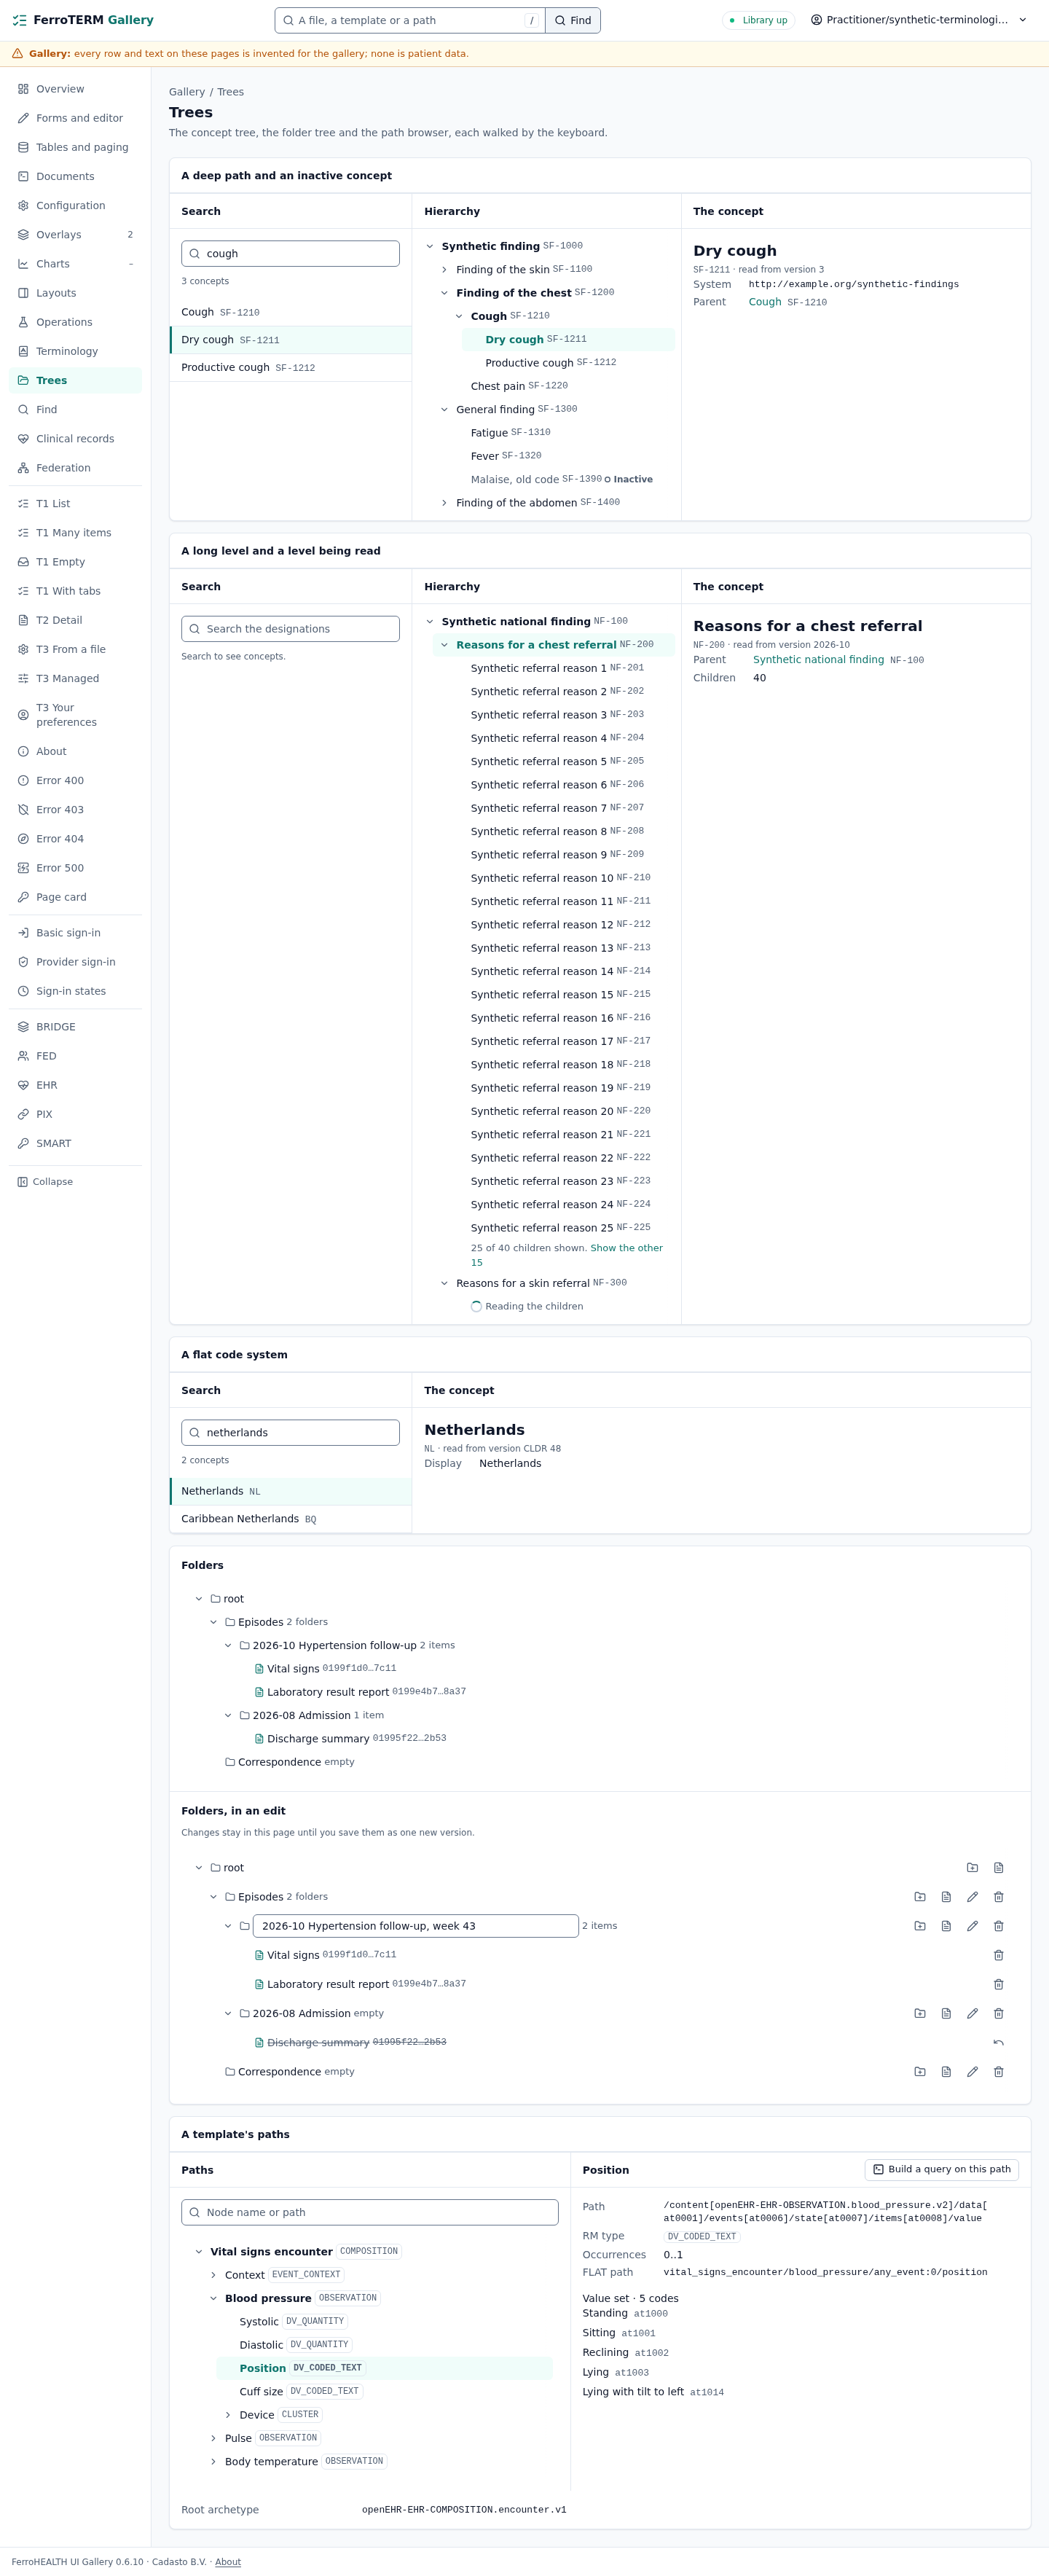 FerroTERM Gallery
A file, a template or a path
/
Find
Library up
Practitioner/synthetic-terminologi...
Gallery: every row and text on these pages is invented for the gallery; none is patient data.
Overview
Forms and editor
Tables and paging
Documents
Configuration
Overlays 2
Charts –
Layouts
Operations
Terminology
Trees
Find
Clinical records
Federation
T1 List
T1 Many items
T1 Empty
T1 With tabs
T2 Detail
T3 From a file
T3 Managed
T3 Your
preferences
About
Error 400
Error 403
Error 404
Error 500
Page card
Basic sign-in
Provider sign-in
Sign-in states
BRIDGE
FED
EHR
PIX
SMART
Collapse
Gallery / Trees
Trees
The concept tree, the folder tree and the path browser, each walked by the keyboard.
A deep path and an inactive concept
Search
cough
3 concepts
Cough SF-1210
Dry cough SF-1211
Productive cough SF-1212
Hierarchy
Synthetic finding SF-1000
Finding of the skin SF-1100
Finding of the chest SF-1200
Cough SF-1210
Dry cough SF-1211
Productive cough SF-1212
Chest pain SF-1220
General finding SF-1300
Fatigue SF-1310
Fever SF-1320
Malaise, old code SF-1390 Inactive
Finding of the abdomen SF-1400
The concept
Dry cough
SF-1211 · read from version 3
System http://example.org/synthetic-findings
Parent Cough SF-1210
A long level and a level being read
Search
Search the designations
Search to see concepts.
Hierarchy
Synthetic national finding NF-100
Reasons for a chest referral NF-200
Synthetic referral reason 1 NF-201
Synthetic referral reason 2 NF-202
Synthetic referral reason 3 NF-203
Synthetic referral reason 4 NF-204
Synthetic referral reason 5 NF-205
Synthetic referral reason 6 NF-206
Synthetic referral reason 7 NF-207
Synthetic referral reason 8 NF-208
Synthetic referral reason 9 NF-209
Synthetic referral reason 10 NF-210
Synthetic referral reason 11 NF-211
Synthetic referral reason 12 NF-212
Synthetic referral reason 13 NF-213
Synthetic referral reason 14 NF-214
Synthetic referral reason 15 NF-215
Synthetic referral reason 16 NF-216
Synthetic referral reason 17 NF-217
Synthetic referral reason 18 NF-218
Synthetic referral reason 19 NF-219
Synthetic referral reason 20 NF-220
Synthetic referral reason 21 NF-221
Synthetic referral reason 22 NF-222
Synthetic referral reason 23 NF-223
Synthetic referral reason 24 NF-224
Synthetic referral reason 25 NF-225
25 of 40 children shown. Show the other
15
Reasons for a skin referral NF-300
Reading the children
The concept
Reasons for a chest referral
NF-200 · read from version 2026-10
Parent Synthetic national finding NF-100
Children 40
A flat code system
Search
netherlands
2 concepts
Netherlands NL
Caribbean Netherlands BQ
The concept
Netherlands
NL · read from version CLDR 48
Display Netherlands
Folders
root
Episodes 2 folders
2026-10 Hypertension follow-up 2 items
Vital signs 0199f1d0…7c11
Laboratory result report 0199e4b7…8a37
2026-08 Admission 1 item
Discharge summary 01995f22…2b53
Correspondence empty
Folders, in an edit
Changes stay in this page until you save them as one new version.
root
Episodes 2 folders
2026-10 Hypertension follow-up, week 43 2 items
Vital signs 0199f1d0…7c11
Laboratory result report 0199e4b7…8a37
2026-08 Admission empty
Discharge summary 01995f22…2b53
Correspondence empty
A template's paths
Paths
Node name or path
Vital signs encounter COMPOSITION
Context EVENT_CONTEXT
Blood pressure OBSERVATION
Systolic DV_QUANTITY
Diastolic DV_QUANTITY
Position DV_CODED_TEXT
Cuff size DV_CODED_TEXT
Device CLUSTER
Pulse OBSERVATION
Body temperature OBSERVATION
Position
Build a query on this path
Path /content[openEHR-EHR-OBSERVATION.blood_pressure.v2]/data[
at0001]/events[at0006]/state[at0007]/items[at0008]/value
RM type DV_CODED_TEXT
Occurrences 0..1
FLAT path vital_signs_encounter/blood_pressure/any_event:0/position
Value set · 5 codes
Standing at1000
Sitting at1001
Reclining at1002
Lying at1003
Lying with tilt to left at1014
Root archetype openEHR-EHR-COMPOSITION.encounter.v1
FerroHEALTH UI Gallery 0.6.10 · Cadasto B.V. · About